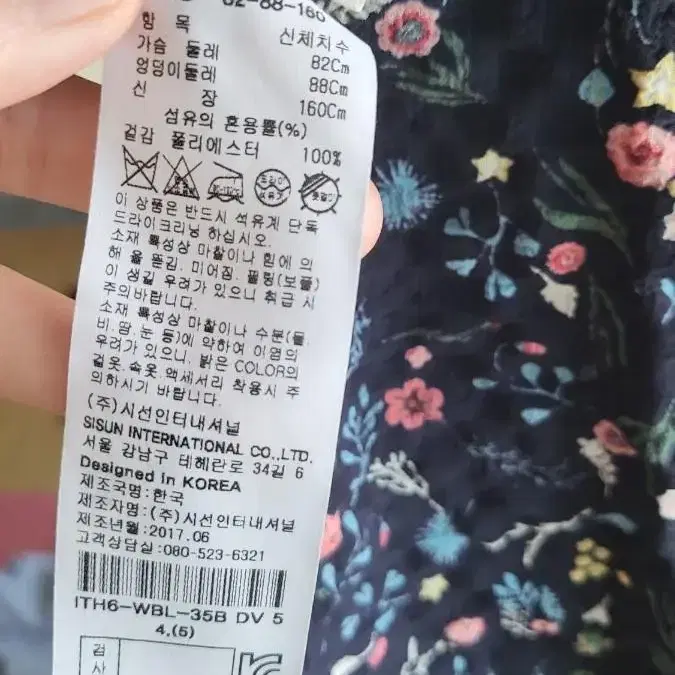 82-88-160
항 목 신체치수
가슴 둘레 82Cm
엉덩이둘레 88Cm
신 장 160Cm
섬유의 혼용률(%)
겉감 폴리에스터 100%
이 상품은 반드시 석유계 단독
드라이크리닝 하십시오.
소재 특성상 마찰이나 힘에 의
해 올 뜯김, 미어짐, 필링(보풀)
이 생길 우려가 있으니 취급 시
주의바랍니다.
소재 특성상 마찰이나 수분(물,
비,땀,눈 등)에 약하여 이염의
우려가 있으니, 밝은 COLOR의
겉옷,속옷,액세서리 착용시 주
의하시기 바랍니다.
(주)시선인터내셔널
SISUN INTERNATIONAL CO.,LTD.
서울 강남구 테헤란로 34길 6
Designed in KOREA
제조국명:한국
제조자명:(주)시선인터내셔널
제조년월:2017.06
고객상담실:080-523-6321
ITH6-WBL-35B DV 5
4,(5)
검
사